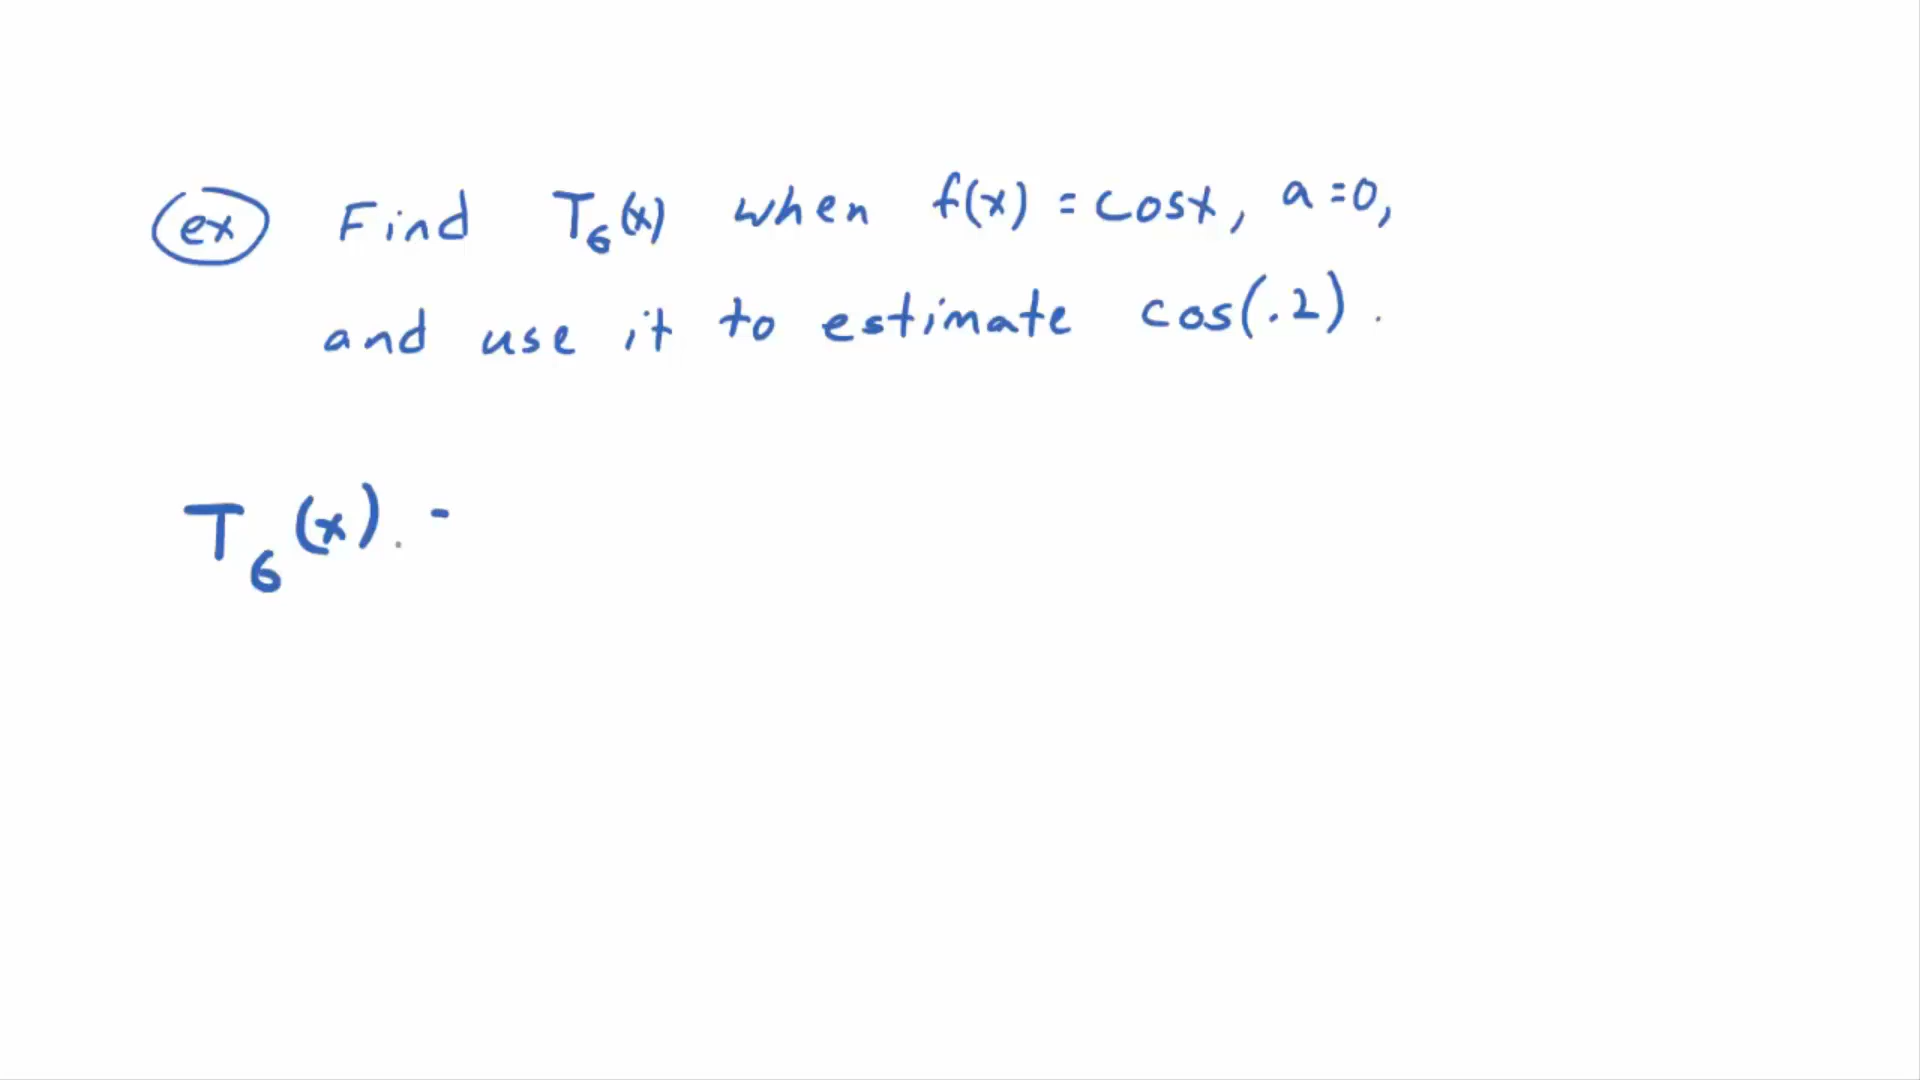 ex Find T₆(x) when f(x) = cosx, a=0,
and use it to estimate cos(.2).
T₆(x) -